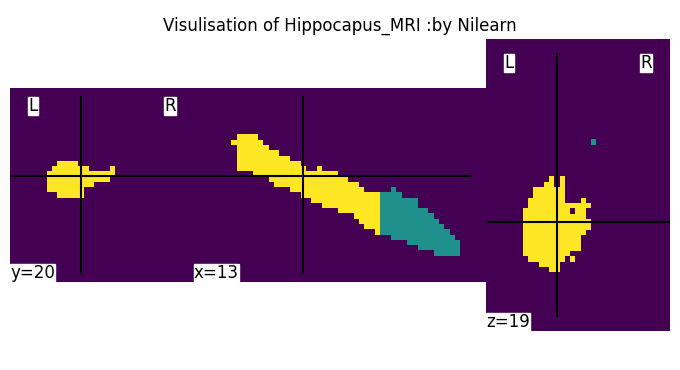 Visulisation of Hippocapus_MRI :by Nilearn
L
R
L
R
y=20
x=13
z=19